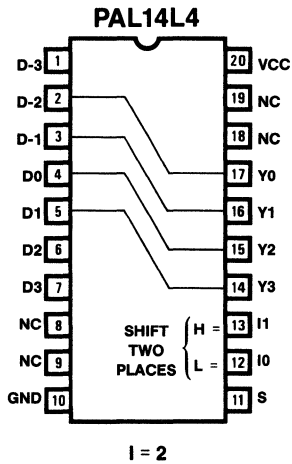 PAL14L4
D-3 1 20 VCC
D-2 2 19 NC
D-1 3 18 NC
D0 4 17 Y0
D1 5 16 Y1
D2 6 15 Y2
D3 7 14 Y3
NC 8 SHIFT H = 13 I1
TWO
NC 9 PLACES L = 12 I0
GND 10 11 S
I = 2